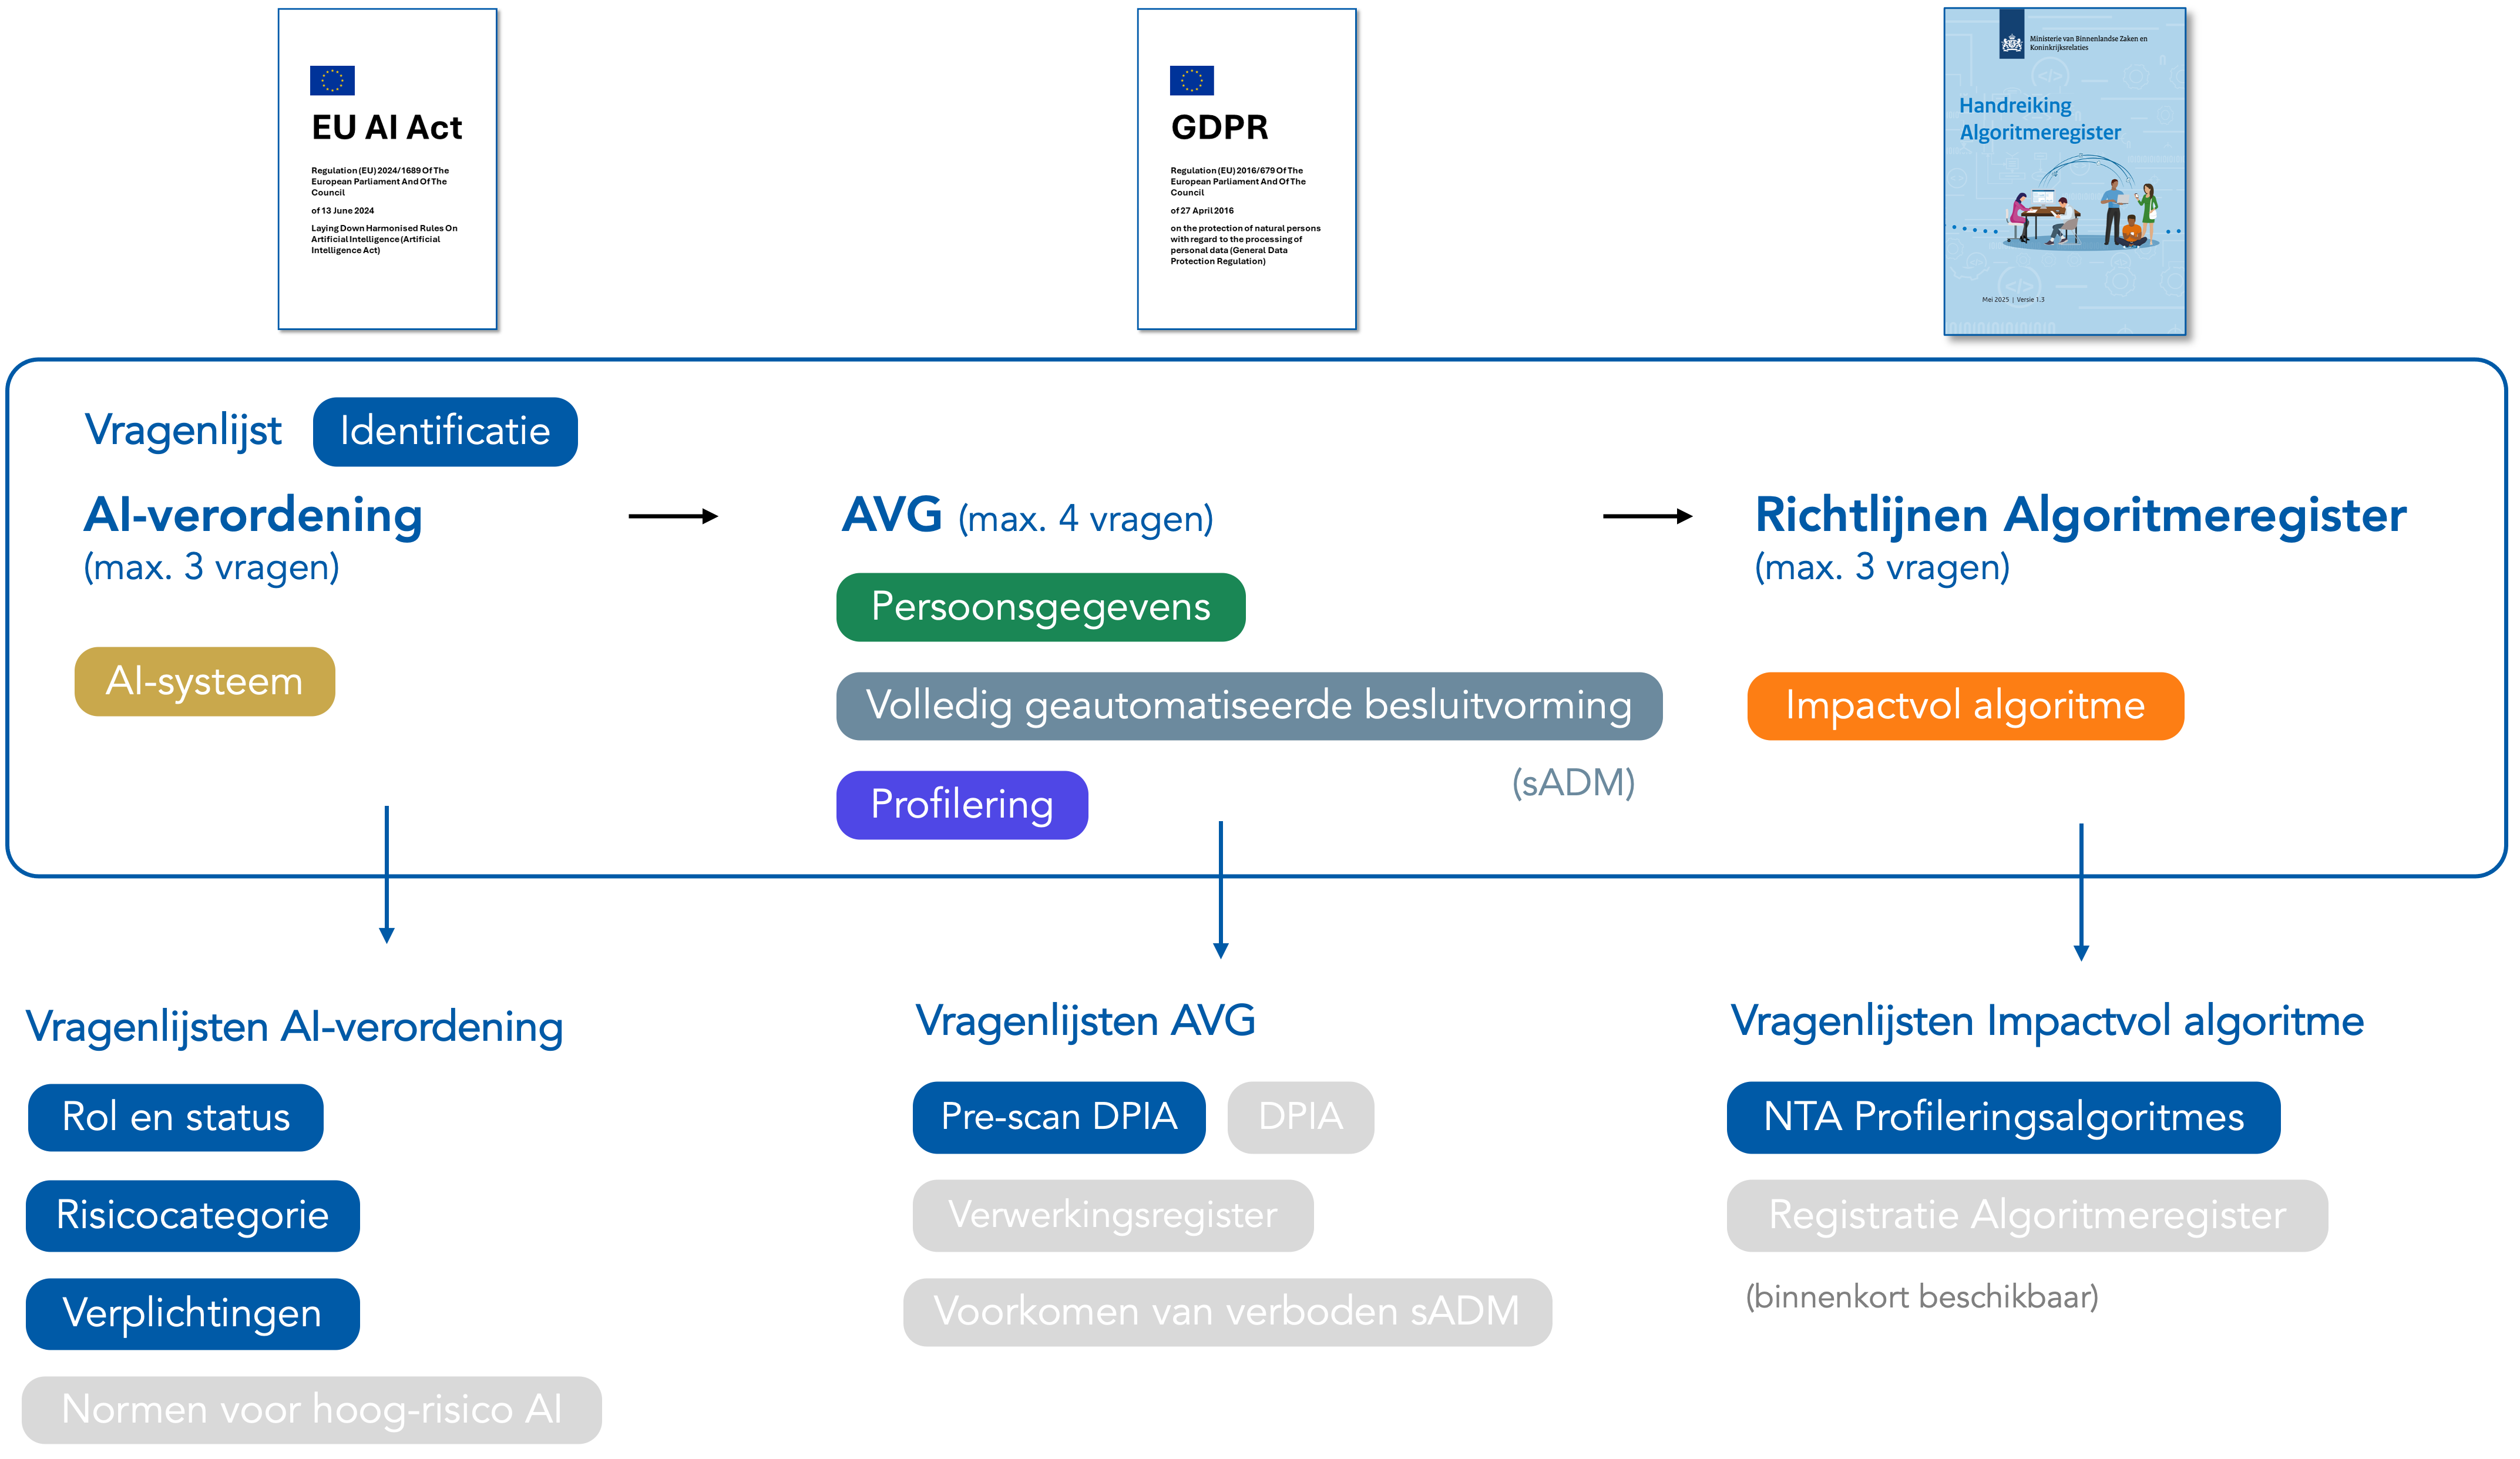 EU AI Act
Regulation (EU) 2024/1689 Of The
European Parliament And Of The
Council
of 13 June 2024
Laying Down Harmonised Rules On
Artificial Intelligence (Artificial
Intelligence Act)
GDPR
Regulation (EU) 2016/679 Of The
European Parliament And Of The
Council
of 27 April 2016
on the protection of natural persons
with regard to the processing of
personal data (General Data
Protection Regulation)
Ministerie van Binnenlandse Zaken en
Koninkrijksrelaties
Handreiking
Algoritmeregister
Mei 2025 | Versie 1.3
Vragenlijst Identificatie
AI-verordening
(max. 3 vragen)
AI-systeem
AVG (max. 4 vragen)
Persoonsgegevens
Volledig geautomatiseerde besluitvorming
(sADM)
Profilering
Richtlijnen Algoritmeregister
(max. 3 vragen)
Impactvol algoritme
Vragenlijsten AI-verordening
Rol en status
Risicocategorie
Verplichtingen
Normen voor hoog-risico AI
Vragenlijsten AVG
Pre-scan DPIA DPIA
Verwerkingsregister
Voorkomen van verboden sADM
Vragenlijsten Impactvol algoritme
NTA Profileringsalgoritmes
Registratie Algoritmeregister
(binnenkort beschikbaar)